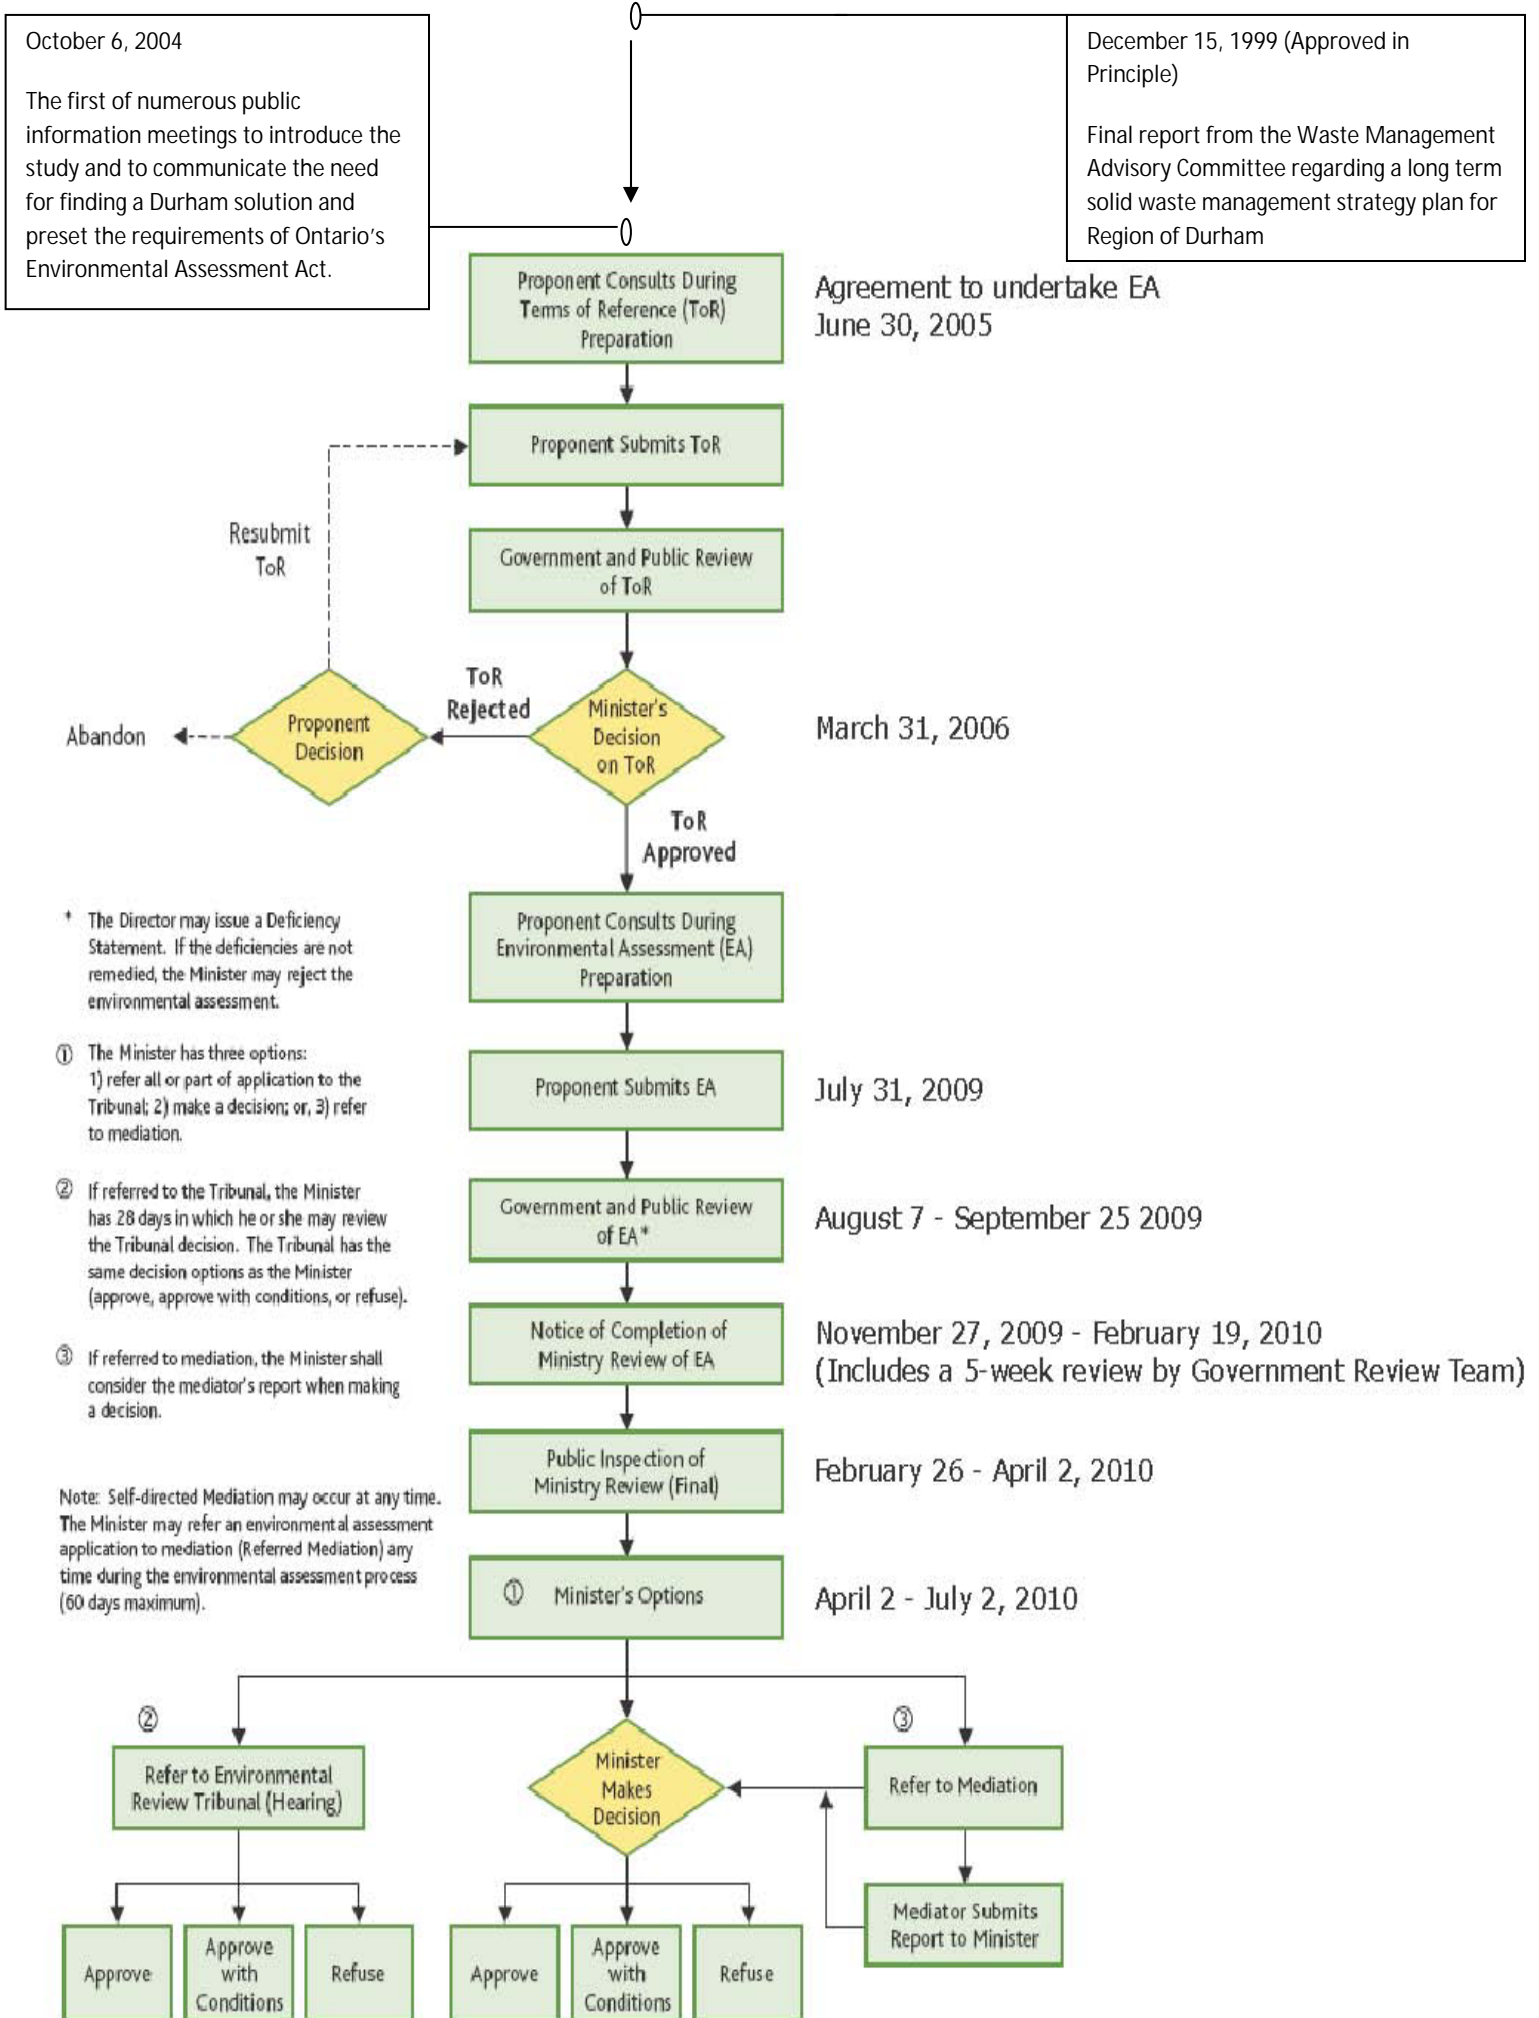 October 6, 2004
The first of numerous public
information meetings to introduce the
study and to communicate the need
for finding a Durham solution and
preset the requirements of Ontario's
Environmental Assessment Act.
December 15, 1999 (Approved in
Principle)
Final report from the Waste Management
Advisory Committee regarding a long term
solid waste management strategy plan for
Region of Durham
Proponent Consults During
Terms of Reference (ToR)
Preparation
Agreement to undertake EA
June 30, 2005
Proponent Submits ToR
Resubmit
ToR
Government and Public Review
of ToR
Abandon
Proponent
Decision
ToR
Rejected
Minister's
Decision
on ToR
March 31, 2006
ToR
Approved
* The Director may issue a Deficiency
Statement. If the deficiencies are not
remedied, the Minister may reject the
environmental assessment.
① The Minister has three options:
1) refer all or part of application to the
Tribunal; 2) make a decision; or, 3) refer
to mediation.
② If referred to the Tribunal, the Minister
has 28 days in which he or she may review
the Tribunal decision. The Tribunal has the
same decision options as the Minister
(approve, approve with conditions, or refuse).
③ If referred to mediation, the Minister shall
consider the mediator's report when making
a decision.
Note: Self-directed Mediation may occur at any time.
The Minister may refer an environmental assessment
application to mediation (Referred Mediation) any
time during the environmental assessment process
(60 days maximum).
Proponent Consults During
Environmental Assessment (EA)
Preparation
Proponent Submits EA
July 31, 2009
Government and Public Review
of EA*
August 7 - September 25 2009
Notice of Completion of
Ministry Review of EA
November 27, 2009 - February 19, 2010
(Includes a 5-week review by Government Review Team)
Public Inspection of
Ministry Review (Final)
February 26 - April 2, 2010
① Minister's Options
April 2 - July 2, 2010
②
Refer to Environmental
Review Tribunal (Hearing)
Approve
Approve
with
Conditions
Refuse
Minister
Makes
Decision
Approve
Approve
with
Conditions
Refuse
③
Refer to Mediation
Mediator Submits
Report to Minister